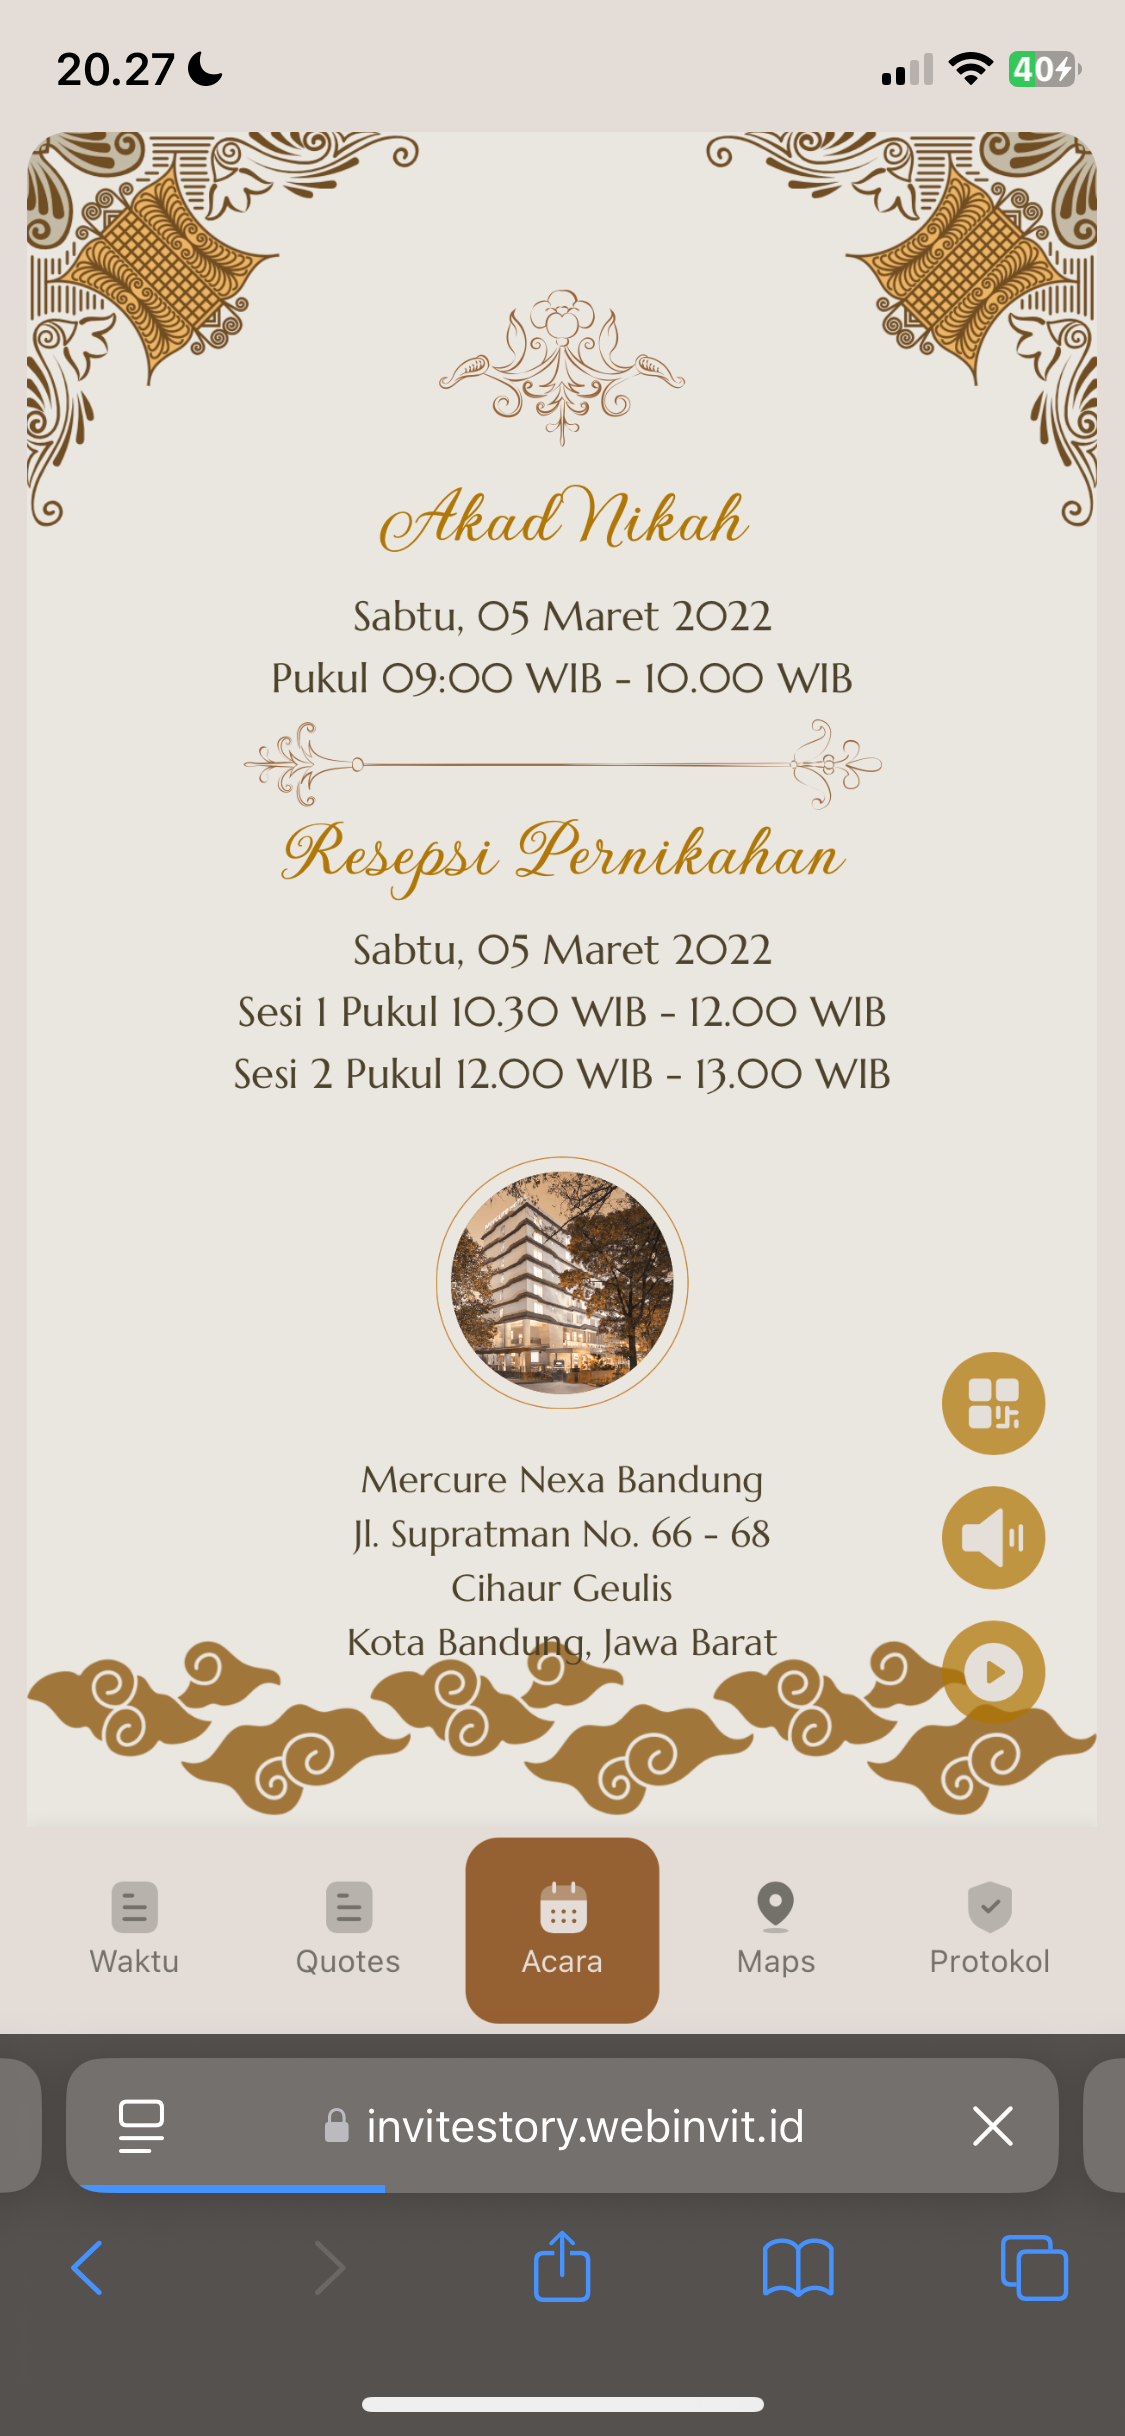 20.27
40
Akad Nikah
Sabtu, 05 Maret 2022
Pukul 09:00 WIB - 10.00 WIB
Resepsi Pernikahan
Sabtu, 05 Maret 2022
Sesi 1 Pukul 10.30 WIB - 12.00 WIB
Sesi 2 Pukul 12.00 WIB - 13.00 WIB
Mercure Nexa Bandung
Jl. Supratman No. 66 - 68
Cihaur Geulis
Kota Bandung, Jawa Barat
Waktu
Quotes
Acara
Maps
Protokol
invitestory.webinvit.id